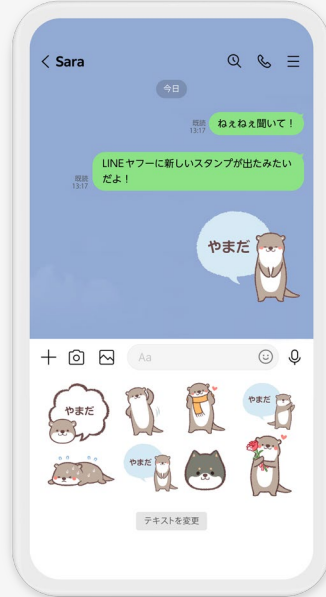 Sara
今日
ねぇねぇ聞いて！
既読
13:17
LINEヤフーに新しいスタンプが出たみたい
だよ！
既読
13:17
やまだ
Aa
やまだ
やまだ
やまだ
テキストを変更